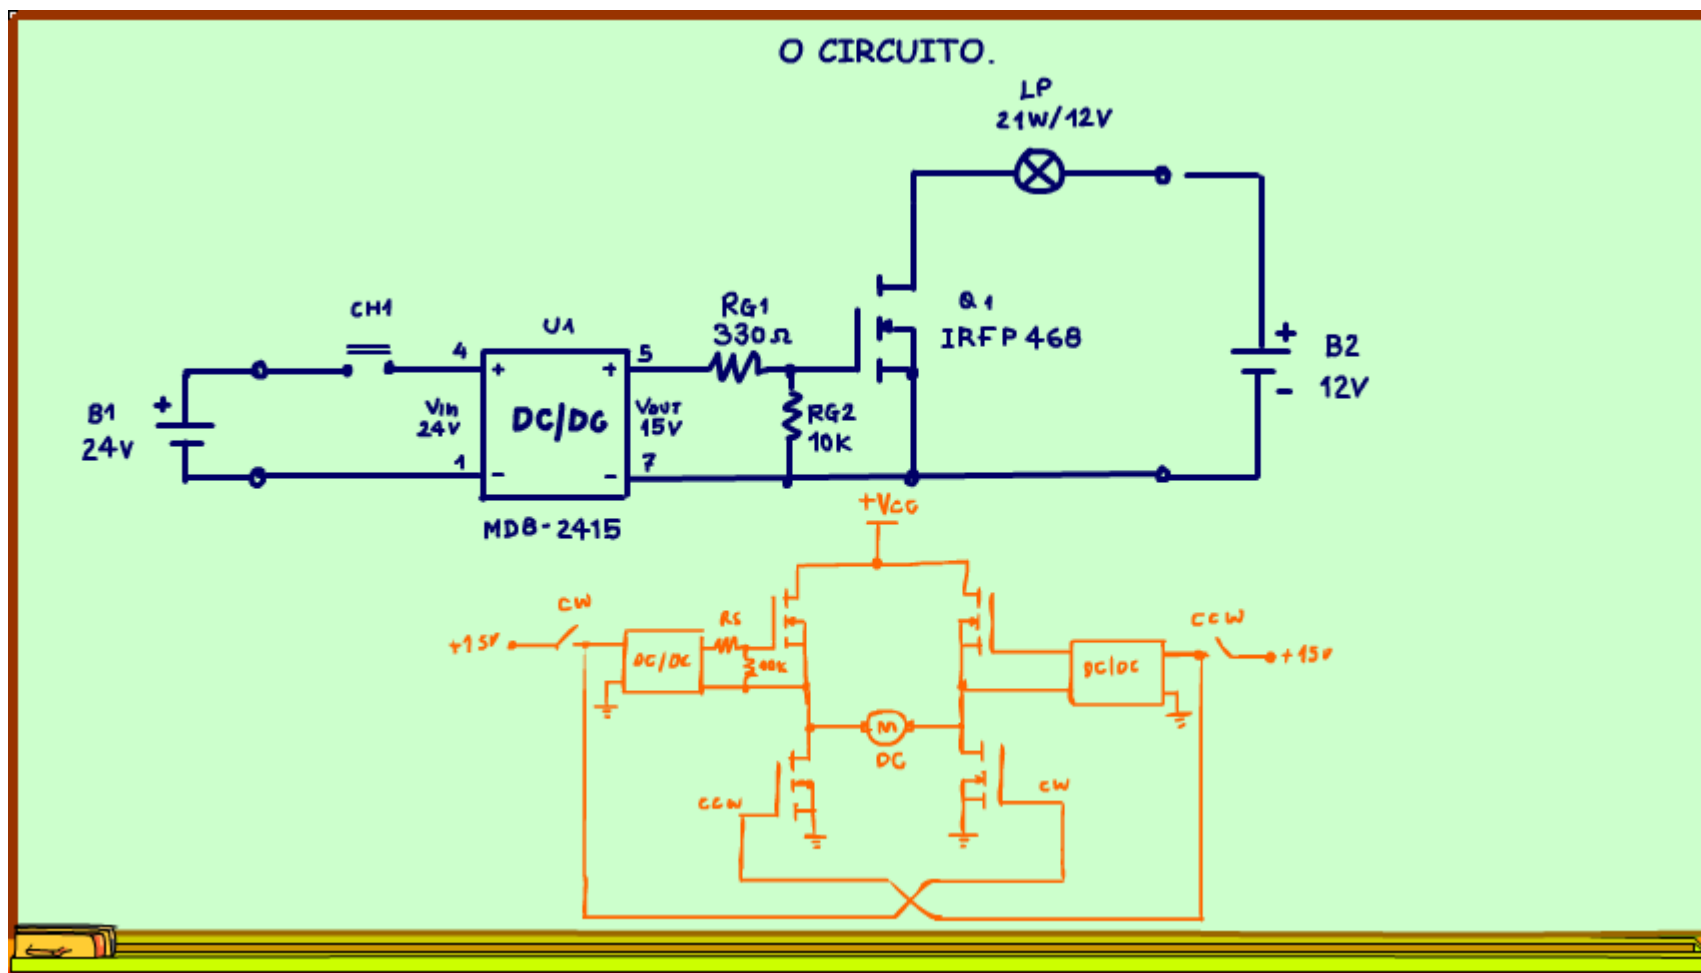 O CIRCUITO.
LP
21W/12V
CH1
U1
RG1
330Ω
Q1
IRFP468
4
+
+
5
+
B1
24V
Vin
24V
DC/DC
Vout
15V
RG2
10K
+
B2
12V
-
1
-
-
7
MD8-2415
+Vcc
CW
+15V
DC/DC
RS
10K
CCW
+15V
DC/DC
M
DC
CCW
CW